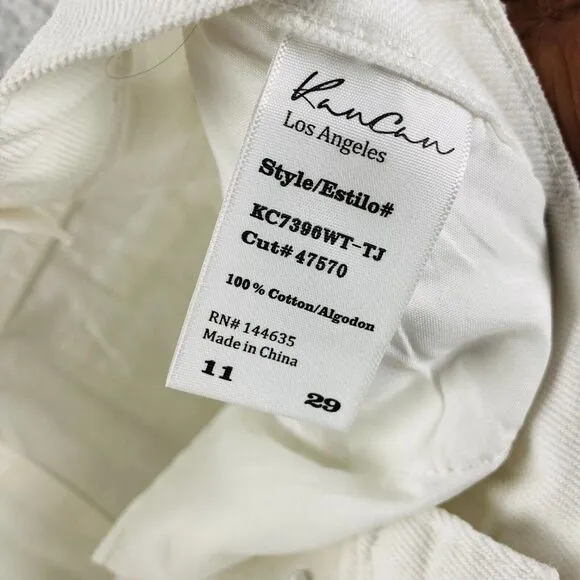 KanCan
Los Angeles
Style/Estilo#
KC7396WT-TJ
Cut# 47570
100% Cotton/Algodon
RN# 144635
Made in China
11 29